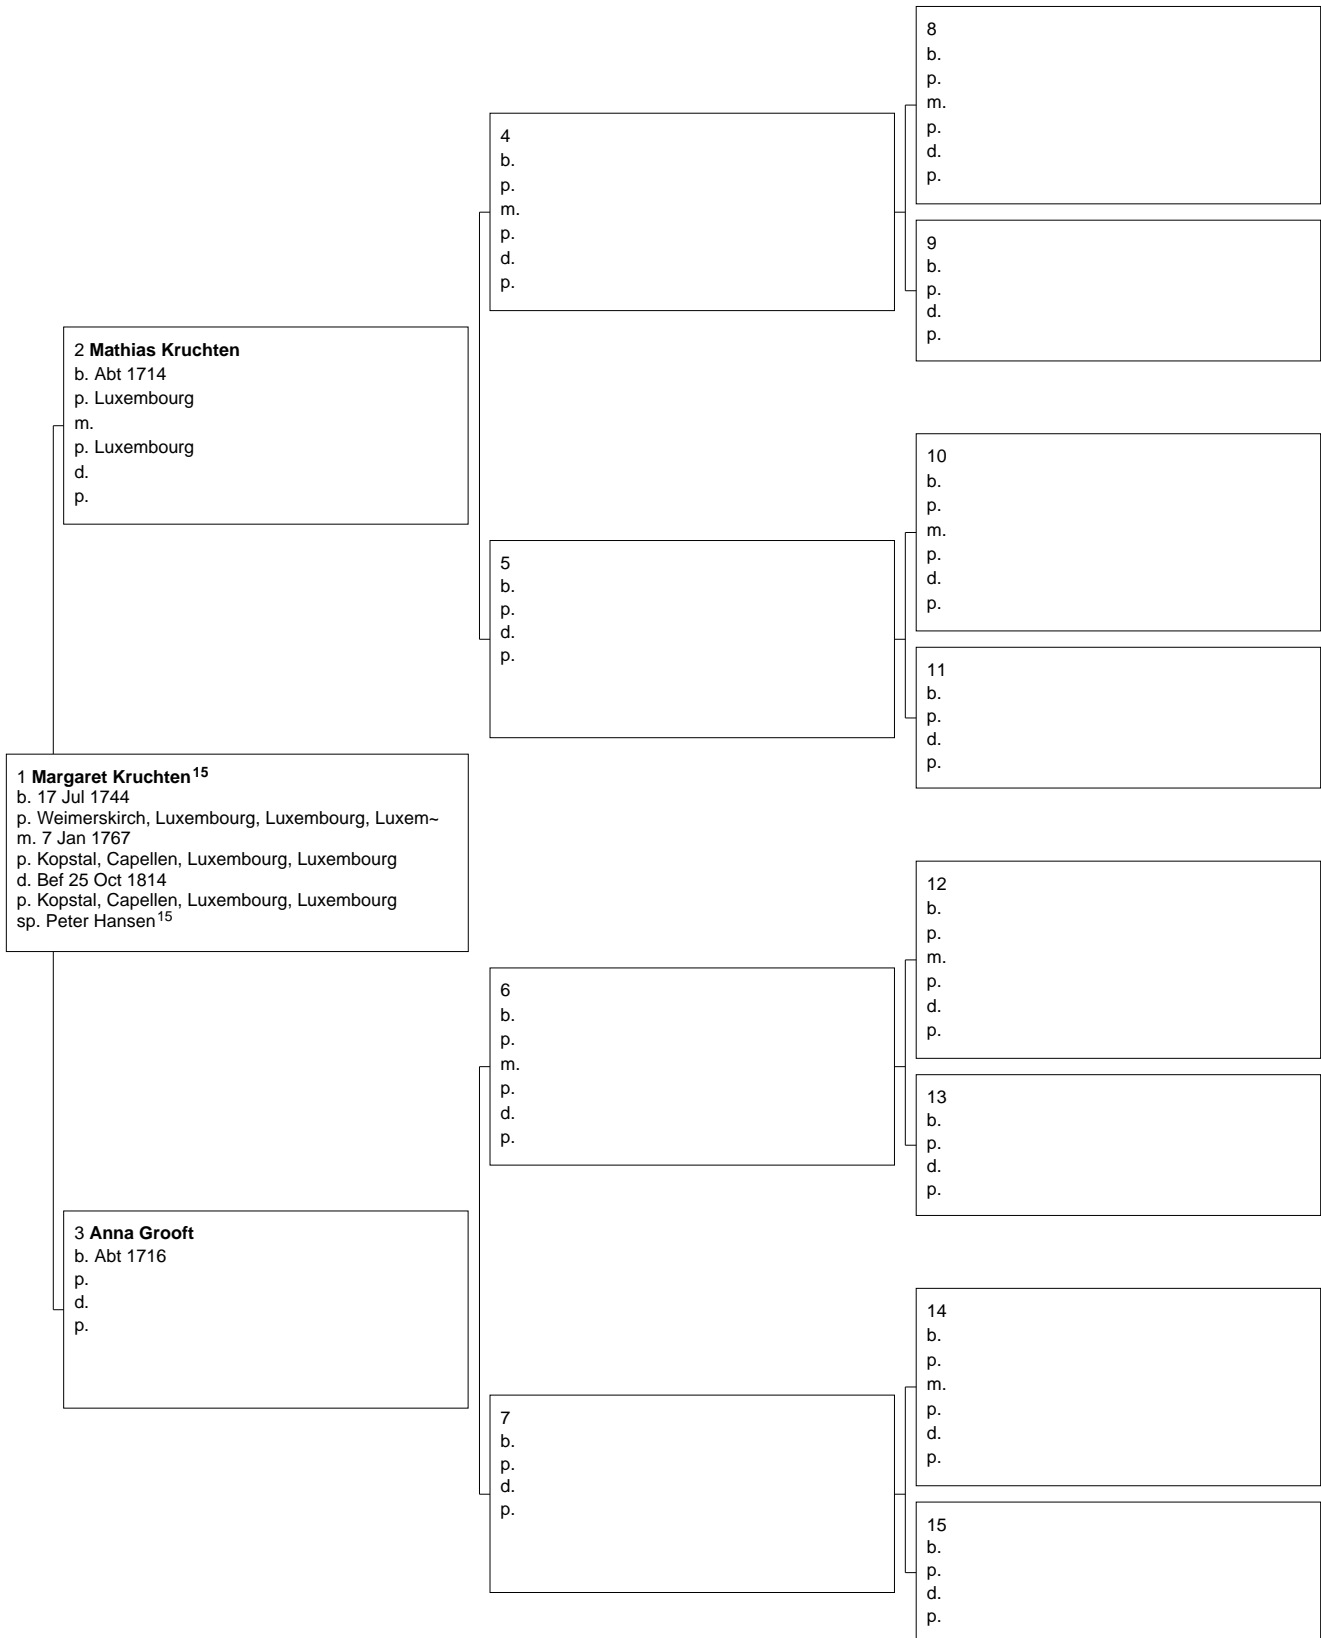 8
b.
p.
m.
p.
d.
p.
4
b.
p.
m.
p.
d.
p.
9
b.
p.
d.
p.
2 Mathias Kruchten
b. Abt 1714
p. Luxembourg
m.
p. Luxembourg
d.
p.
10
b.
p.
m.
p.
d.
p.
5
b.
p.
d.
p.
11
b.
p.
d.
p.
1 Margaret Kruchten15
b. 17 Jul 1744
p. Weimerskirch, Luxembourg, Luxembourg, Luxem~
m. 7 Jan 1767
p. Kopstal, Capellen, Luxembourg, Luxembourg
d. Bef 25 Oct 1814
p. Kopstal, Capellen, Luxembourg, Luxembourg
sp. Peter Hansen15
12
b.
p.
m.
p.
d.
p.
6
b.
p.
m.
p.
d.
p.
13
b.
p.
d.
p.
3 Anna Grooft
b. Abt 1716
p.
d.
p.
14
b.
p.
m.
p.
d.
p.
7
b.
p.
d.
p.
15
b.
p.
d.
p.